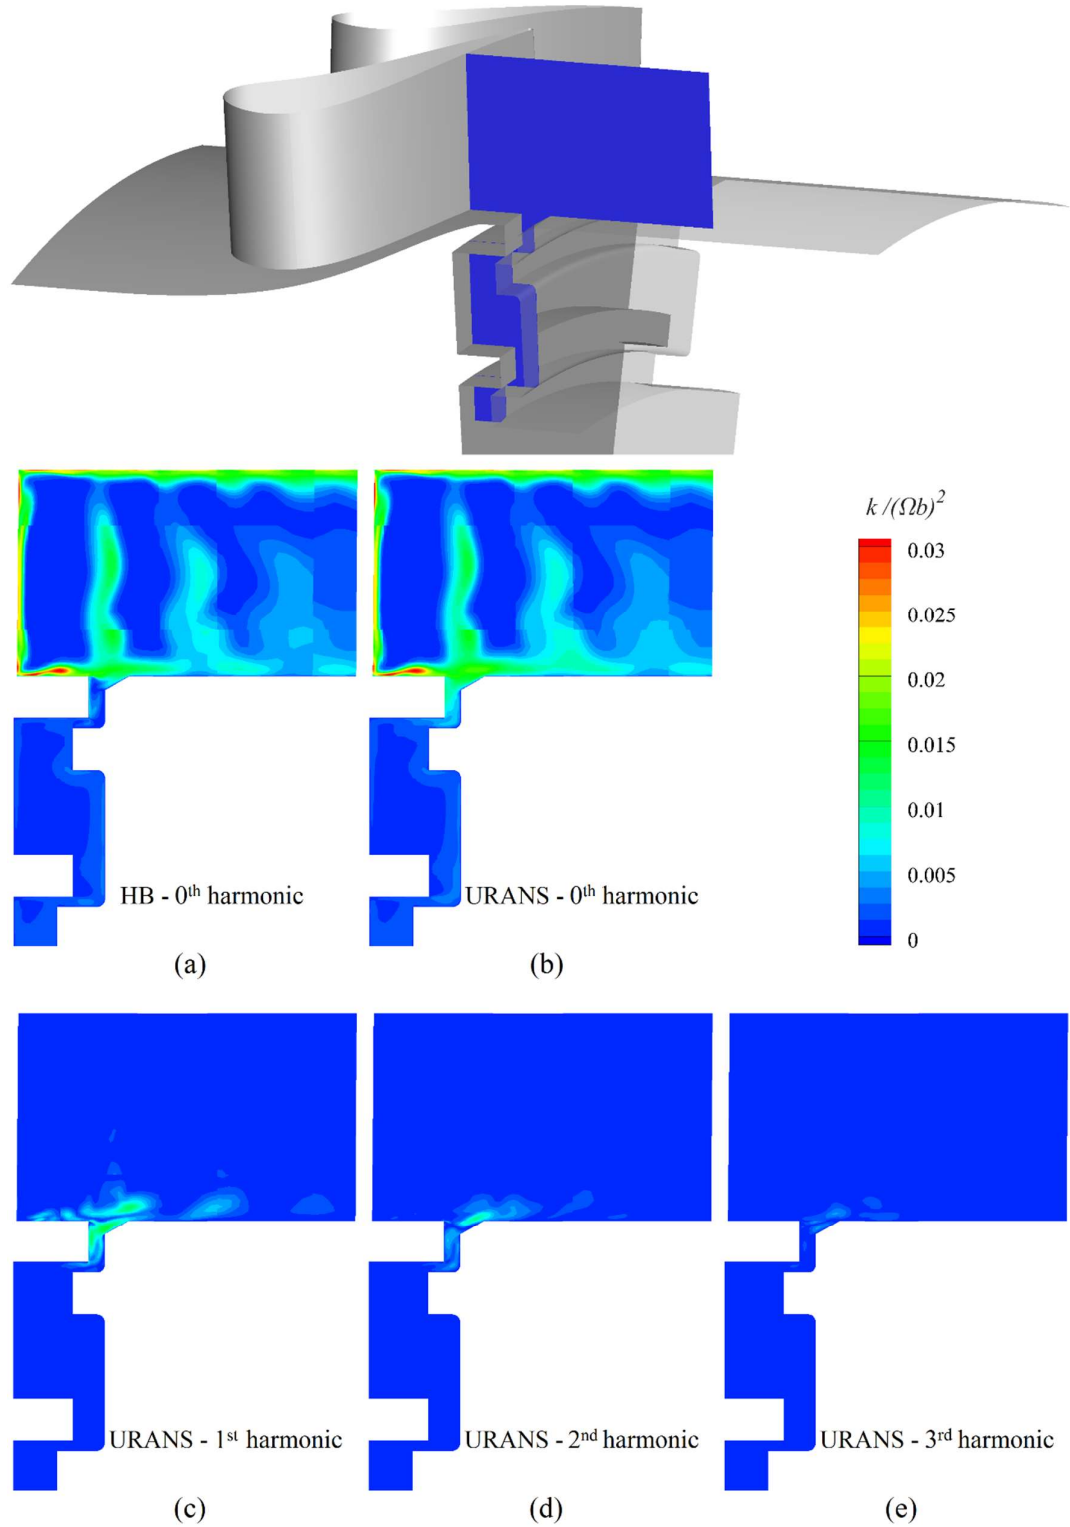 k /(Ωb)²
0.03
0.025
0.02
0.015
0.01
0.005
0
HB - 0th harmonic
URANS - 0th harmonic
(a)
(b)
URANS - 1st harmonic
URANS - 2nd harmonic
URANS - 3rd harmonic
(c)
(d)
(e)